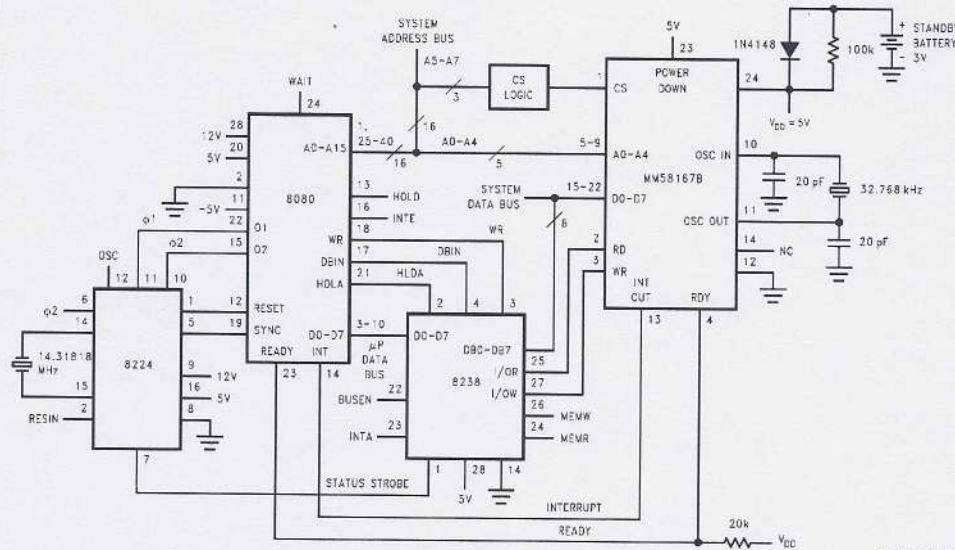 SYSTEM
ADDRESS BUS
A5-A7
3
CS
LOGIC
5V
23
POWER
DOWN
24
1N4148
100k
+ STANDBY
BATTERY
- 3V
V_DD = 5V
WAIT
24
28
12V
20
5V
2
11
-5V
22
φ1
O1
15
φ2
O2
8080
A0-A15
1,
25-40
16
16
A0-A4
5
5-9
1
CS
A0-A4
MM58167B
OSC IN
10
20 pF
32.768 kHz
OSC OUT
11
20 pF
14
NC
12
13
HOLD
16
INTE
18
WR
WR
17
DBIN
DBIN
21
HDLA
HLDA
SYSTEM
DATA BUS
15-22
D0-D7
8
2
RD
3
WR
INT
OUT
13
RDY
4
OSC
12
11
10
6
φ2
14
14.31818
MHz
15
2
RESIN
8224
1
12
RESET
5
19
SYNC
READY
23
INT
14
9
12V
16
5V
8
7
D0-D7
3-10
μP
DATA
BUS
2
4
3
D0-D7
DB0-DB7
8238
25
I/OR
27
I/OW
26
MEMW
24
MEMR
22
BUSEN
23
INTA
1
28
5V
14
STATUS STROBE
INTERRUPT
READY
20k
V_DD